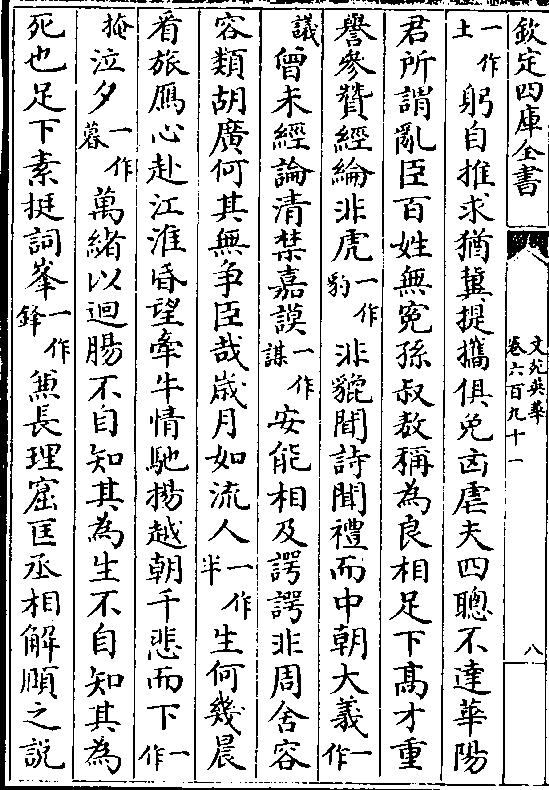 欽定四庫全書
文苑英華
卷六百九十一
八
一作土躬自推求猶冀提攜俱免凶虐夫四聰不達華陽
君所謂亂臣百姓無寃孫叔敖稱為良相足下髙才重
譽參贊經綸非虎一作豹非貔聞詩聞禮而中朝大義一作
議曾未經論清禁嘉謨一作謀安能相及諤諤非周舍容
容類胡廣何其無争臣哉歲月如流人一作半生何幾晨
看旅鴈心赴江淮昏望牽牛情馳揚越朝千悲而下一作
掩泣夕一作暮萬緒以迴腸不自知其為生不自知其為
死也足下素挺詞峯一作鋒兼長理窟匡丞相解頤之説